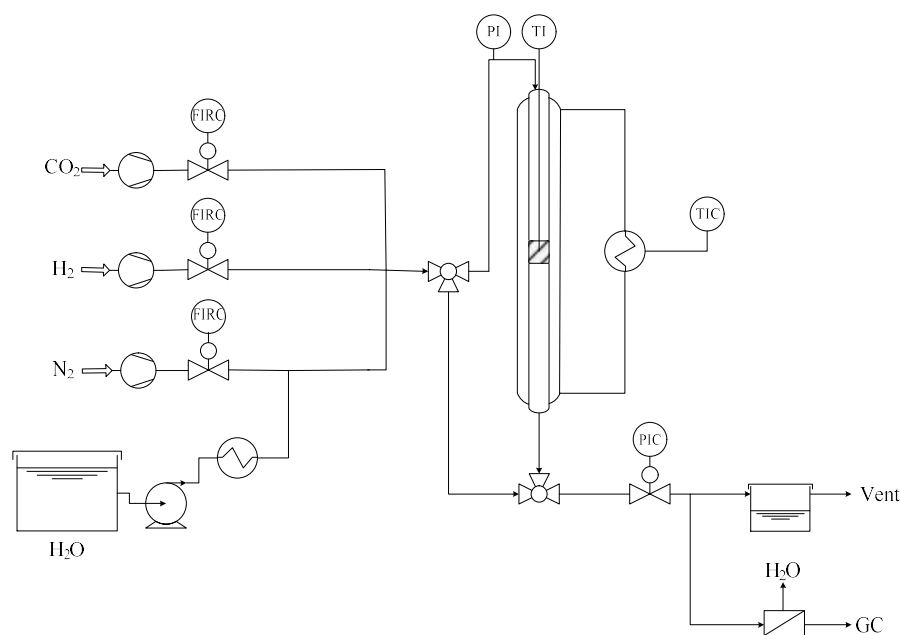 PI
TI
FIRC
CO₂
FIRC
TIC
H₂
FIRC
N₂
PIC
Vent
H₂O
H₂O
GC